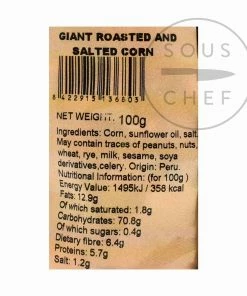 GIANT ROASTED AND
SALTED CORN
SOUS
CHEF
8422915136803
NET WEIGHT: 100g
Ingredients: Corn, sunflower oil, salt.
May contain traces of peanuts, nuts,
wheat, rye, milk, sesame, soya
derivatives,celery. Origin: Peru.
Nutritional Information: (for 100g )
Energy Value: 1495kJ / 358 kcal
Fats: 12.9g
Of which saturated: 1.8g
Carbohydrates: 70.8g
Of which sugars: 0.4g
Dietary fibre: 6.4g
Proteins: 5.7g
Salt: 1.2g